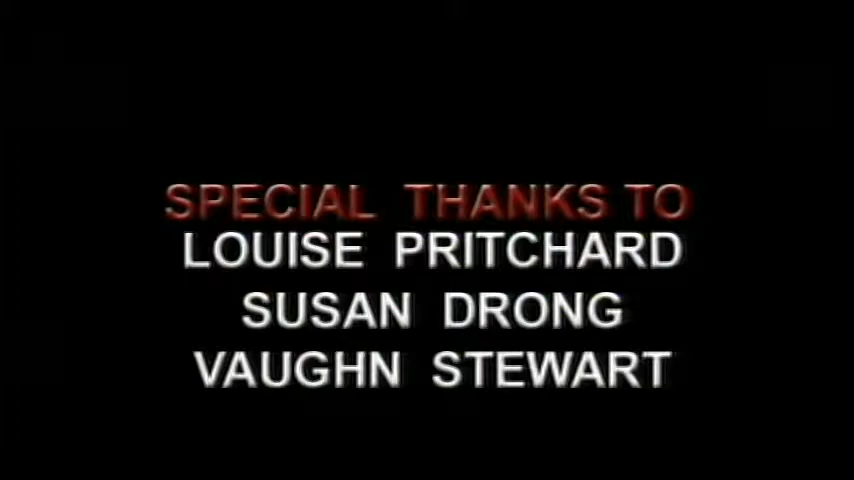 SPECIAL THANKS TO
LOUISE PRITCHARD
SUSAN DRONG
VAUGHN STEWART